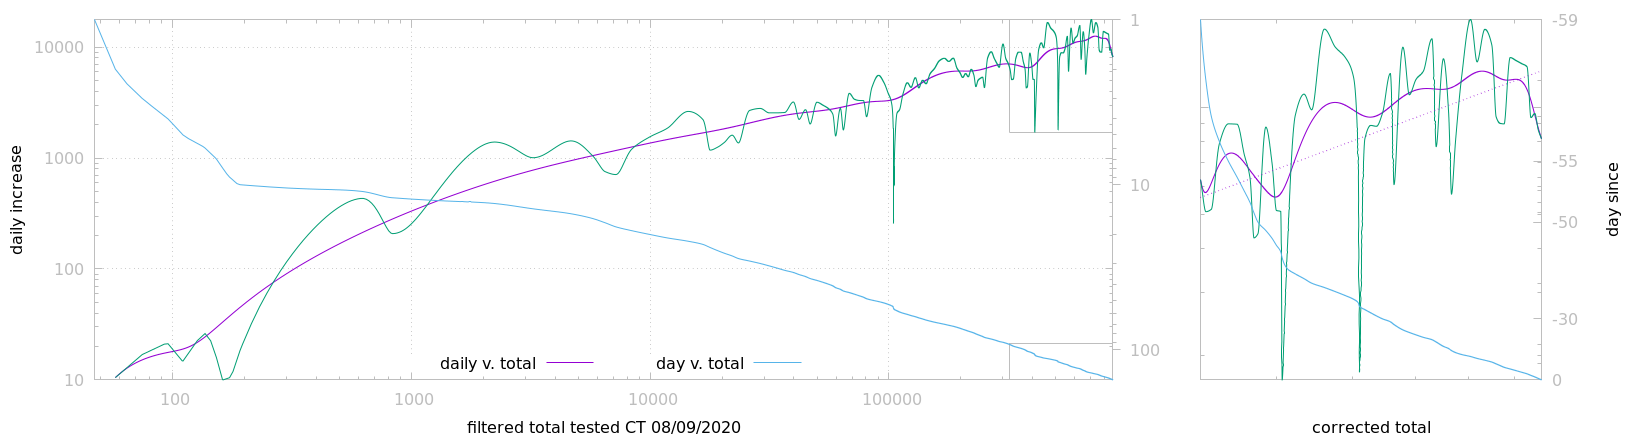 10000
1000
100
10
daily increase
100
1000
10000
100000
filtered total tested CT 08/09/2020
daily v. total
day v. total
1
10
100
-59
-55
-50
-30
0
day since
corrected total